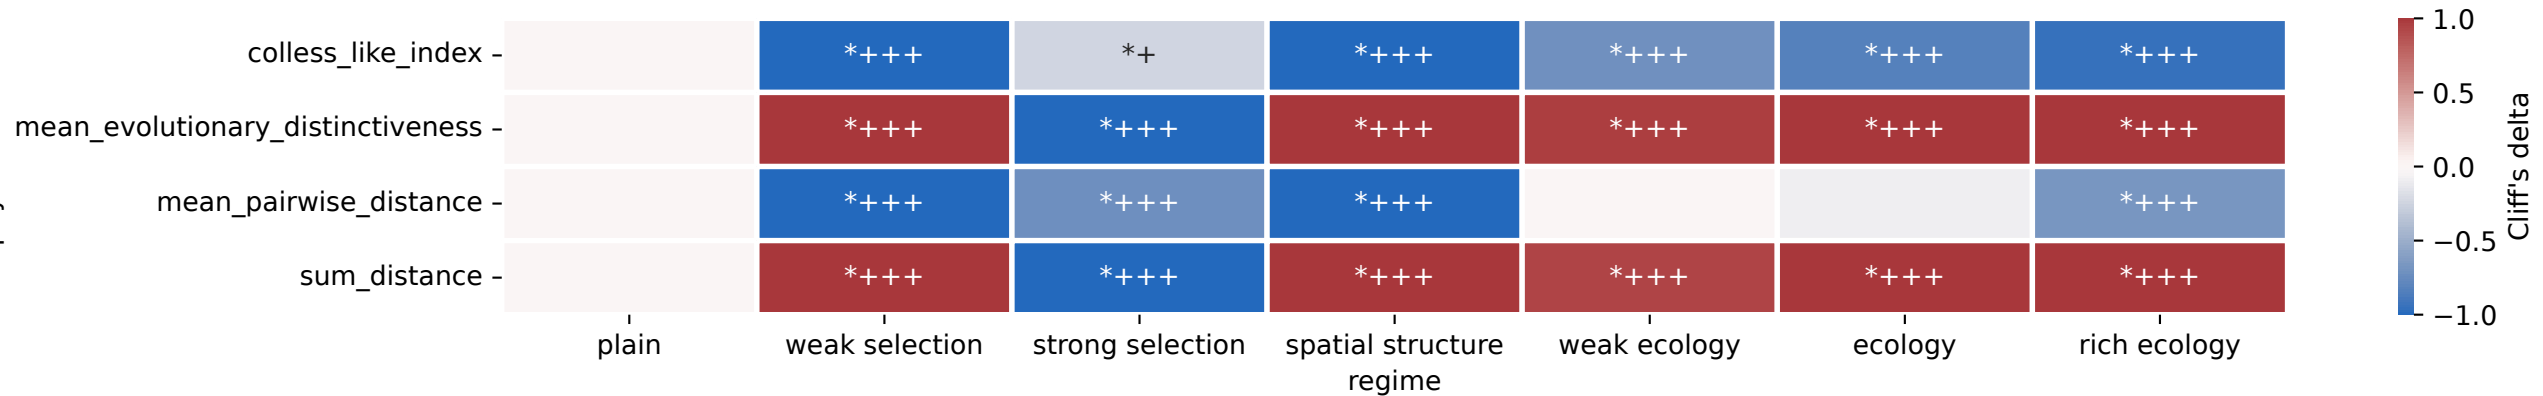 colless_like_index *+++ *+ *+++ *+++ *+++ *+++
mean_evolutionary_distinctiveness *+++ *+++ *+++ *+++ *+++ *+++
mean_pairwise_distance *+++ *+++ *+++ *+++
sum_distance *+++ *+++ *+++ *+++ *+++ *+++
plain weak selection strong selection spatial structure weak ecology ecology rich ecology
regime
1.0
0.5
0.0
−0.5
−1.0
Cliff's delta